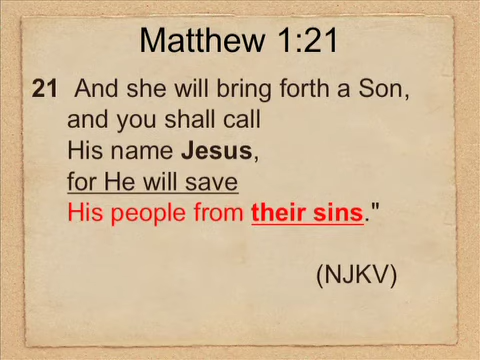 Matthew 1:21
21 And she will bring forth a Son,
and you shall call
His name Jesus,
for He will save
His people from their sins."
(NJKV)